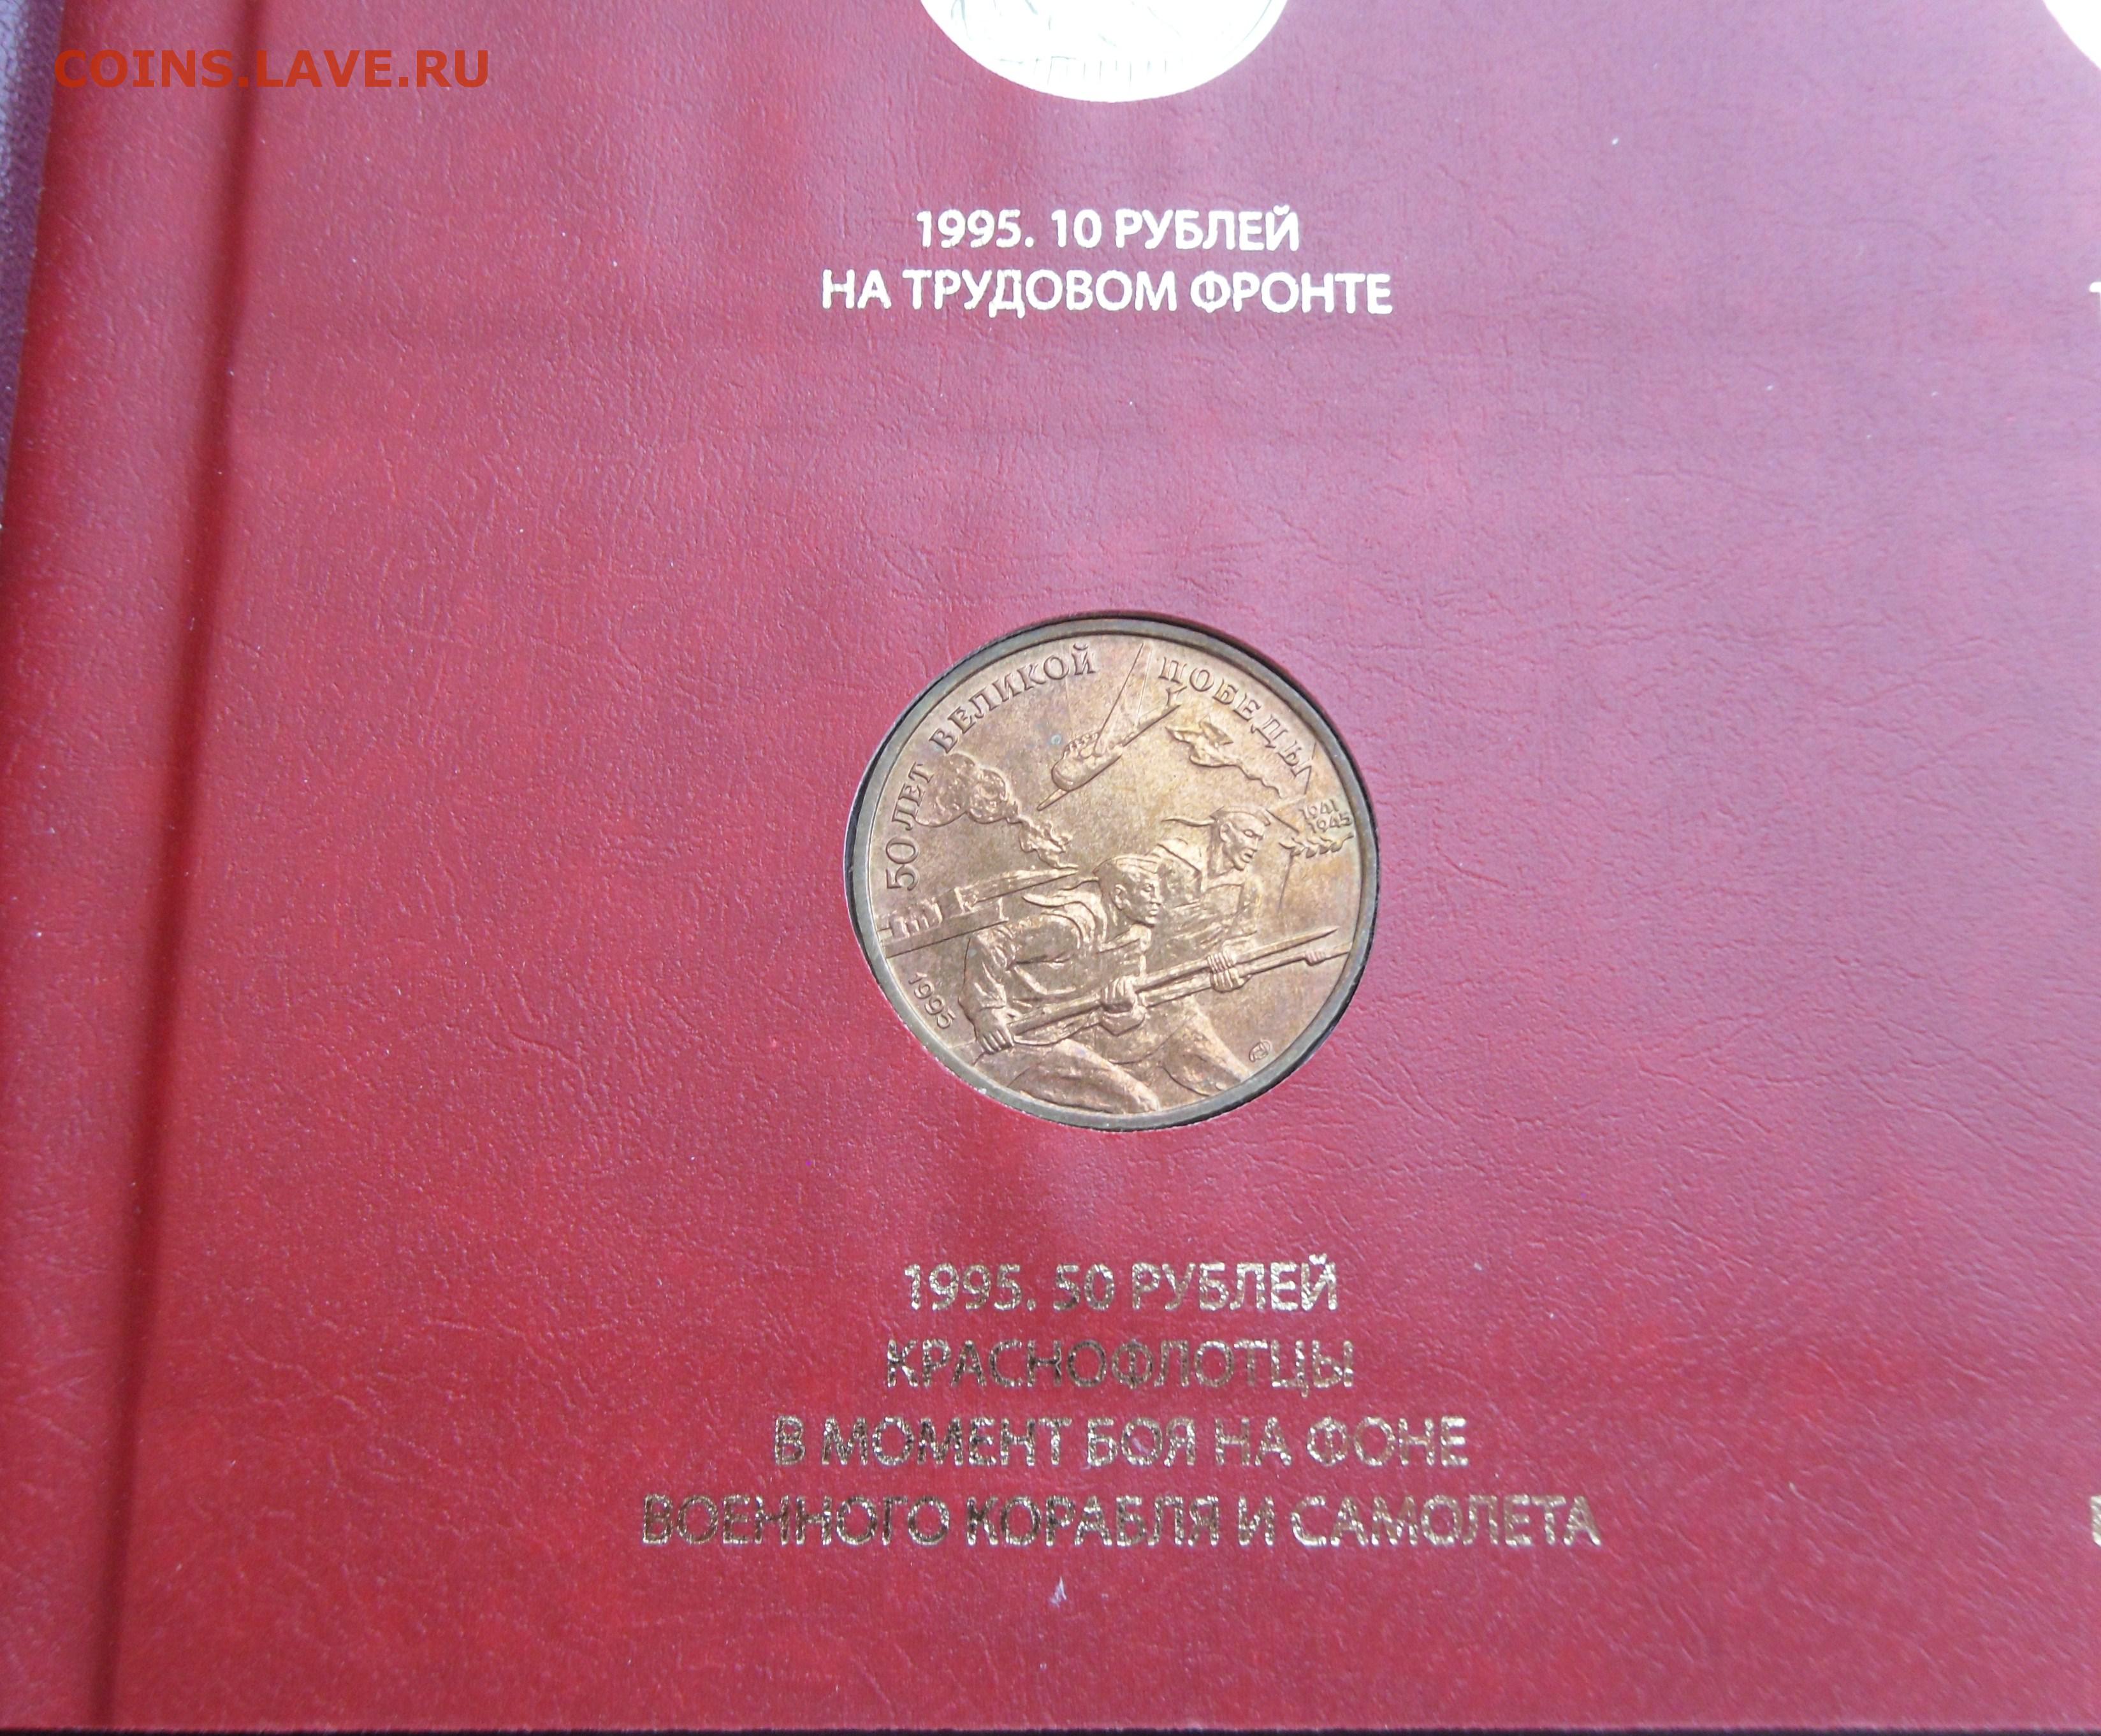 COINS.LAVE.RU
1995. 10 РУБЛЕЙ
НА ТРУДОВОМ ФРОНТЕ
50 ЛЕТ ВЕЛИКОЙ ПОБЕДЫ
1941
1945
1995
1995. 50 РУБЛЕЙ
КРАСНОФЛОТЦЫ
В МОМЕНТ БОЯ НА ФОНЕ
ВОЕННОГО КОРАБЛЯ И САМОЛЕТА